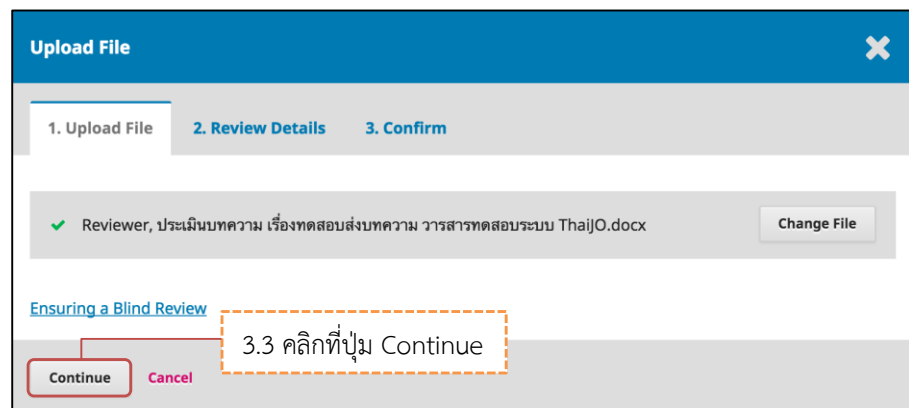 Upload File
1. Upload File 2. Review Details 3. Confirm
Reviewer, ประเมินบทความ เรื่องทดสอบส่งบทความ วารสารทดสอบระบบ ThaiJO.docx Change File
Ensuring a Blind Review
3.3 คลิกที่ปุ่ม Continue
Continue Cancel